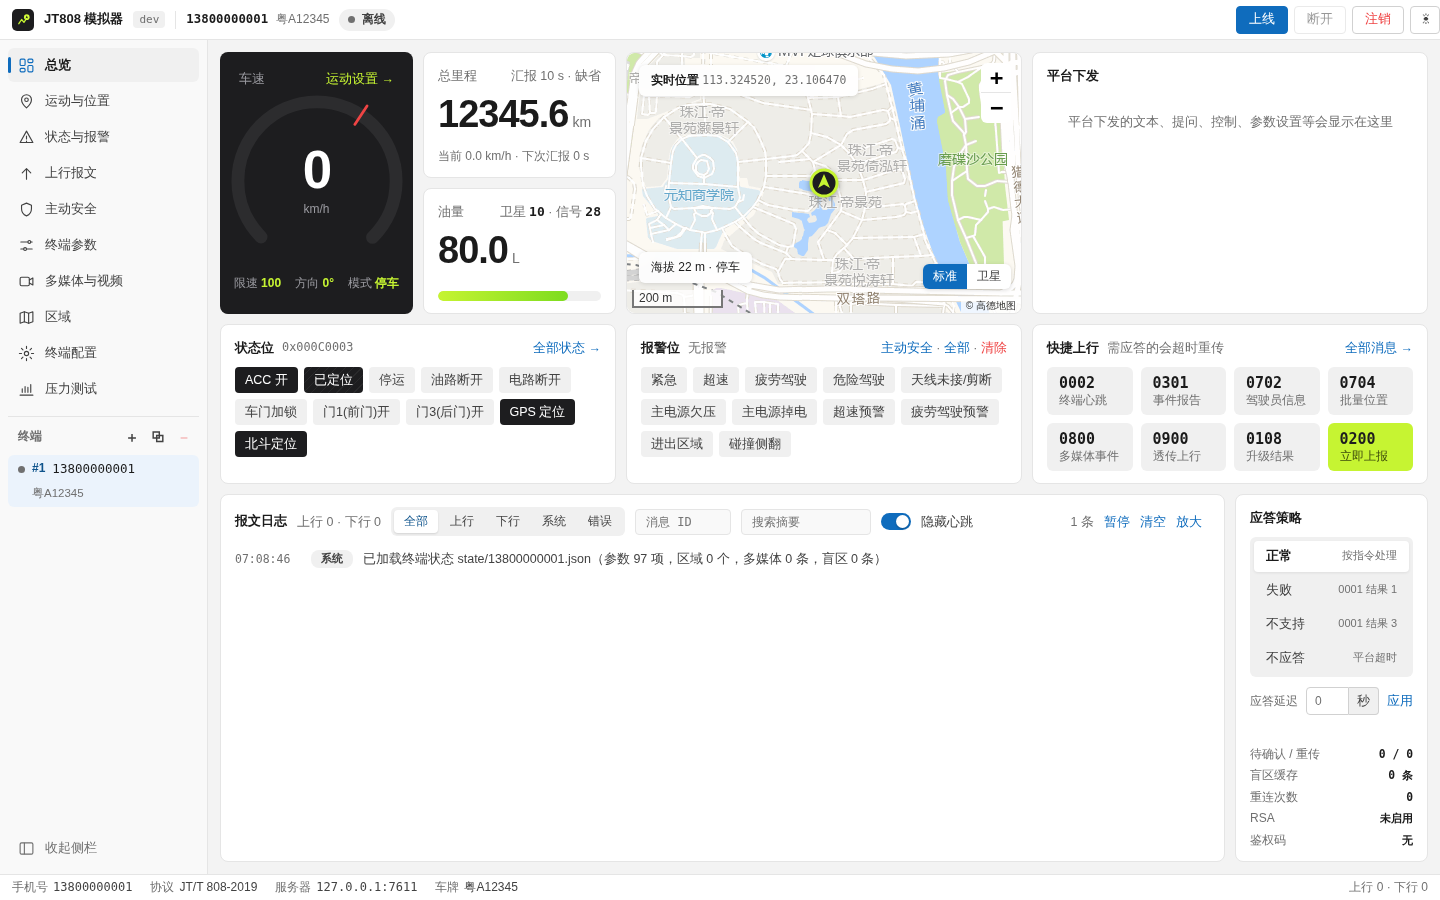 JT808 模拟器 dev 13800000001 粤A12345 离线 上线 断开 注销
总览
运动与位置
状态与报警
上行报文
主动安全
终端参数
多媒体与视频
区域
终端配置
压力测试
终端 + −
#1 13800000001
粤A12345
收起侧栏
车速 运动设置 →
0
km/h
限速 100 方向 0° 模式 停车
总里程 汇报 10 s · 缺省
12345.6 km
当前 0.0 km/h · 下次汇报 0 s
油量 卫星 10 · 信号 28
80.0 L
实时位置 113.324520, 23.106470
+
−
帝
珠江·帝
景苑灏景轩
黄埔涌
珠江·帝
景苑倚泓轩
磨碟沙公园
元知商学院
珠江·帝景苑
珠江·帝
景苑悦涛轩
双塔路
海拔 22 m · 停车
标准 卫星
200 m
© 高德地图
平台下发
平台下发的文本、提问、控制、参数设置等会显示在这里
状态位 0x000C0003 全部状态 →
ACC 开 已定位 停运 油路断开 电路断开
车门加锁 门1(前门)开 门3(后门)开 GPS 定位
北斗定位
报警位 无报警 主动安全 · 全部 · 清除
紧急 超速 疲劳驾驶 危险驾驶 天线未接/剪断
主电源欠压 主电源掉电 超速预警 疲劳驾驶预警
进出区域 碰撞侧翻
快捷上行 需应答的会超时重传 全部消息 →
0002 0301 0702 0704
终端心跳 事件报告 驾驶员信息 批量位置
0800 0900 0108 0200
多媒体事件 透传上行 升级结果 立即上报
报文日志 上行 0 · 下行 0 全部 上行 下行 系统 错误 消息 ID 搜索摘要 隐藏心跳 1 条 暂停 清空 放大
07:08:46 系统 已加载终端状态 state/13800000001.json（参数 97 项，区域 0 个，多媒体 0 条，盲区 0 条）
应答策略
正常 按指令处理
失败 0001 结果 1
不支持 0001 结果 3
不应答 平台超时
应答延迟 0 秒 应用
待确认 / 重传 0 / 0
盲区缓存 0 条
重连次数 0
RSA 未启用
鉴权码 无
手机号 13800000001 协议 JT/T 808-2019 服务器 127.0.0.1:7611 车牌 粤A12345 上行 0 · 下行 0